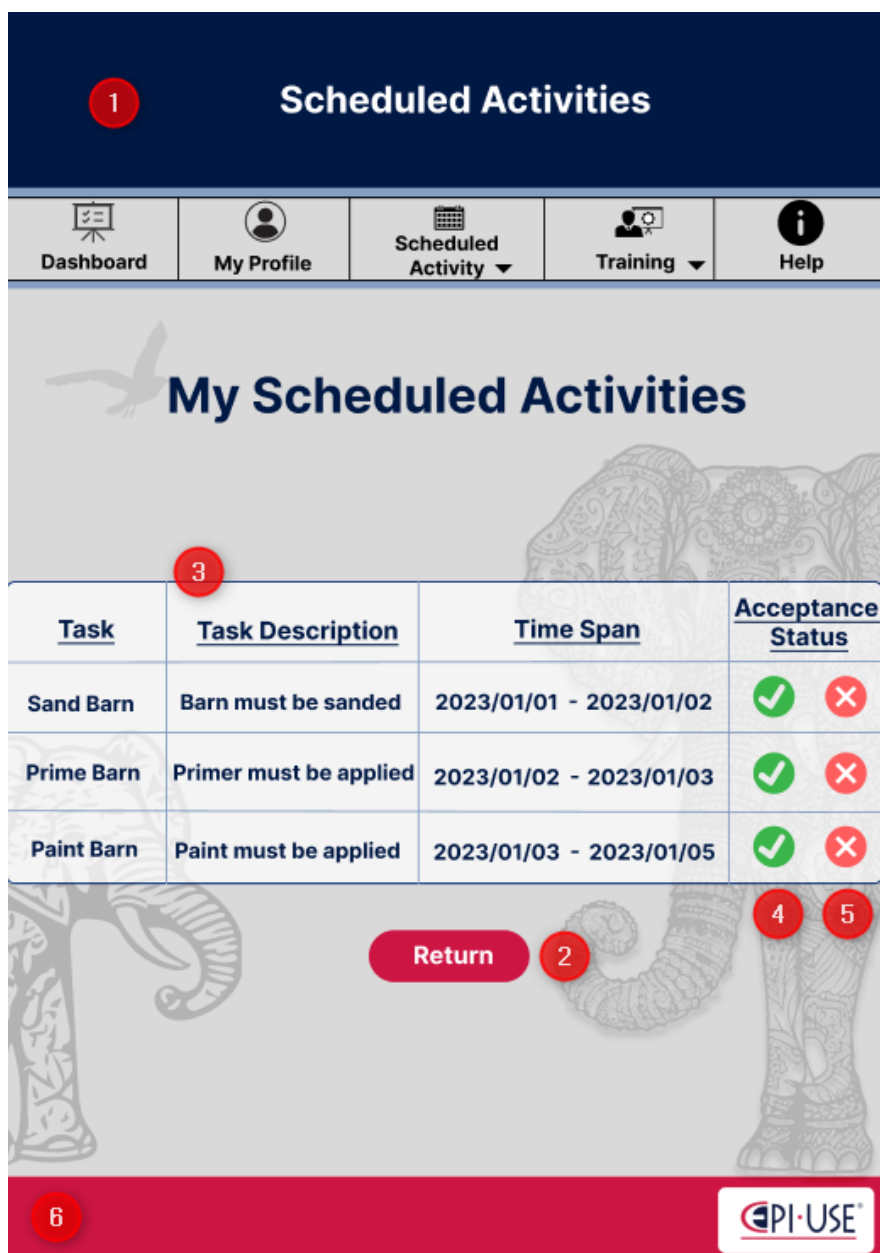 1
Scheduled Activities
Dashboard
My Profile
Scheduled
Activity
Training
i
Help
My Scheduled Activities
3
Task Task Description Time Span Acceptance
Status
Sand Barn Barn must be sanded 2023/01/01 - 2023/01/02
Prime Barn Primer must be applied 2023/01/02 - 2023/01/03
Paint Barn Paint must be applied 2023/01/03 - 2023/01/05
4 5
Return 2
6
EPI·USE®